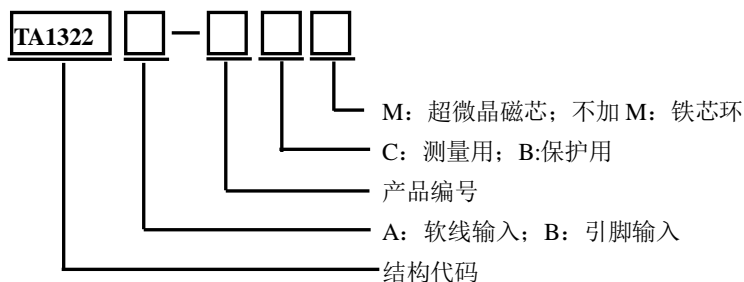 TA1322
M：超微晶磁芯；不加 M：铁芯环
C：测量用；B:保护用
产品编号
A：软线输入；B：引脚输入
结构代码